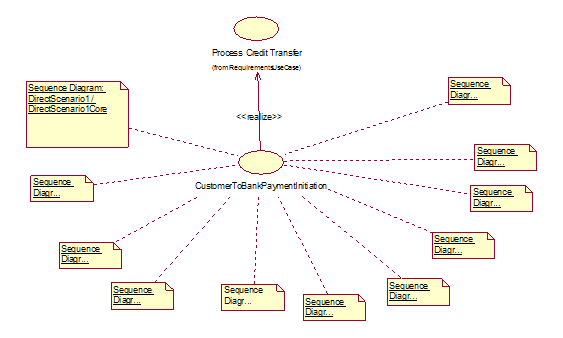 Process Credit Transfer
(from Requirements.UseCase)
Sequence Diagram:
DirectScenario1 /
DirectScenario1Core
Sequence
Diagr...
<<realize>>
Sequence
Diagr...
Sequence
Diagr...
CustomerToBankPaymentInitiation
Sequence
Diagr...
Sequence
Diagr...
Sequence
Diagr...
Sequence
Diagr...
Sequence
Diagr...
Sequence
Diagr...
Sequence
Diagr...
Sequence
Diagr...